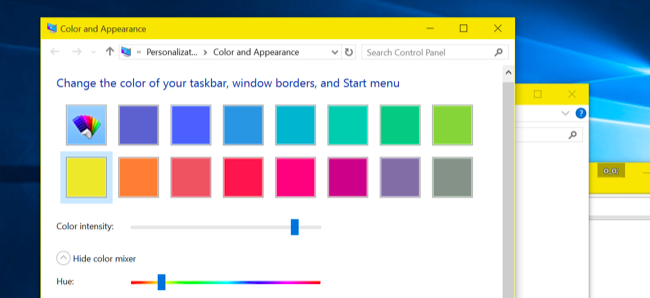 Color and Appearance
« Personalizat... > Color and Appearance
Search Control Panel
Change the color of your taskbar, window borders, and Start menu
Color intensity:
Hide color mixer
Hue: